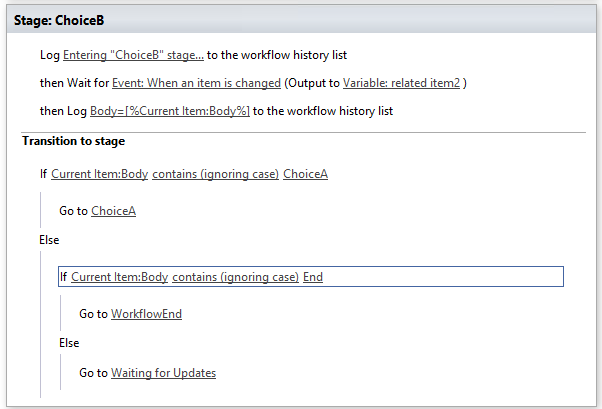 Stage: ChoiceB
Log Entering "ChoiceB" stage... to the workflow history list
then Wait for Event: When an item is changed (Output to Variable: related item2 )
then Log Body=[%Current Item:Body%] to the workflow history list
Transition to stage
If Current Item:Body contains (ignoring case) ChoiceA
Go to ChoiceA
Else
If Current Item:Body contains (ignoring case) End
Go to WorkflowEnd
Else
Go to Waiting for Updates